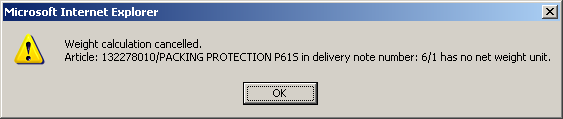 Microsoft Internet Explorer
Weight calculation cancelled.
Article: 132278010/PACKING PROTECTION P615 in delivery note number: 6/1 has no net weight unit.
OK